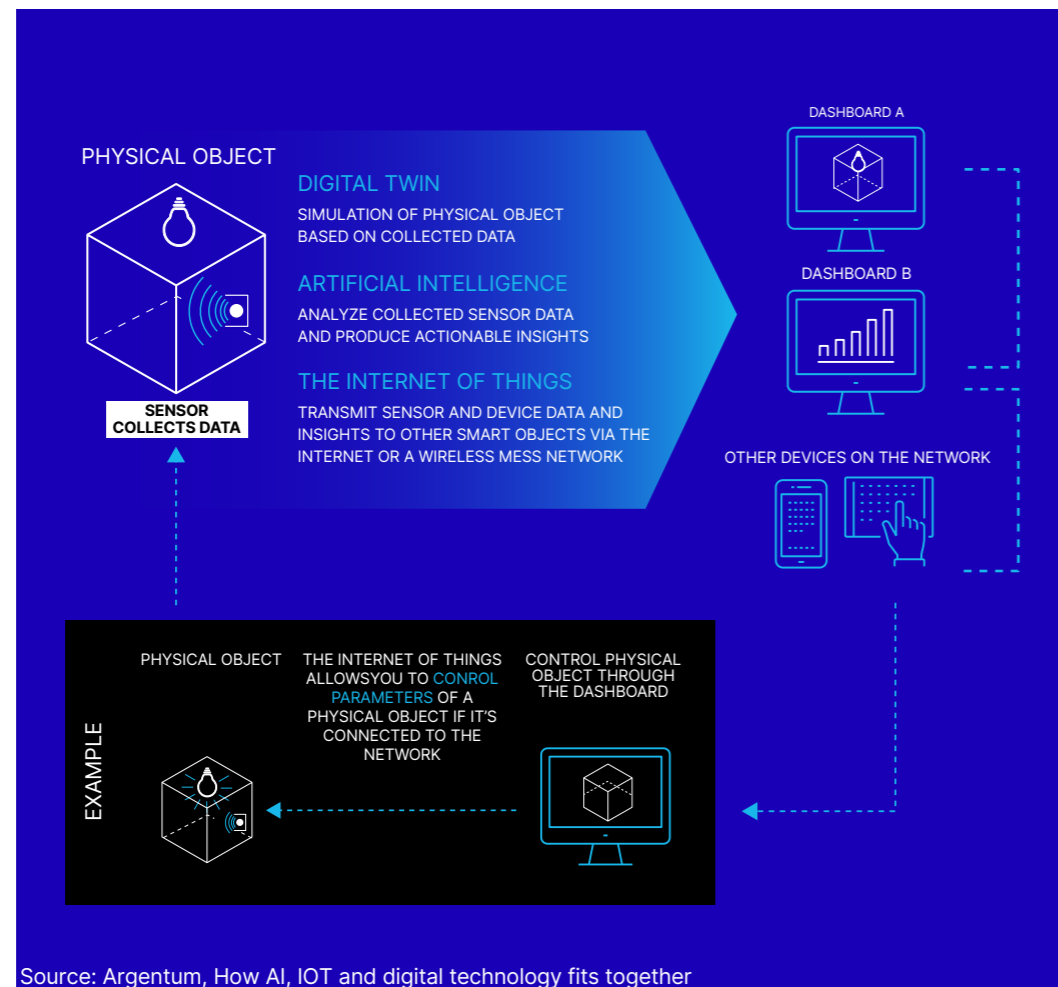 PHYSICAL OBJECT
SENSOR
COLLECTS DATA
DIGITAL TWIN
SIMULATION OF PHYSICAL OBJECT
BASED ON COLLECTED DATA
ARTIFICIAL INTELLIGENCE
ANALYZE COLLECTED SENSOR DATA
AND PRODUCE ACTIONABLE INSIGHTS
THE INTERNET OF THINGS
TRANSMIT SENSOR AND DEVICE DATA AND
INSIGHTS TO OTHER SMART OBJECTS VIA THE
INTERNET OR A WIRELESS MESS NETWORK
DASHBOARD A
DASHBOARD B
OTHER DEVICES ON THE NETWORK
EXAMPLE
PHYSICAL OBJECT
THE INTERNET OF THINGS
ALLOWSYOU TO CONROL
PARAMETERS OF A
PHYSICAL OBJECT IF IT'S
CONNECTED TO THE
NETWORK
CONTROL PHYSICAL
OBJECT THROUGH
THE DASHBOARD
Source: Argentum, How AI, IOT and digital technology fits together